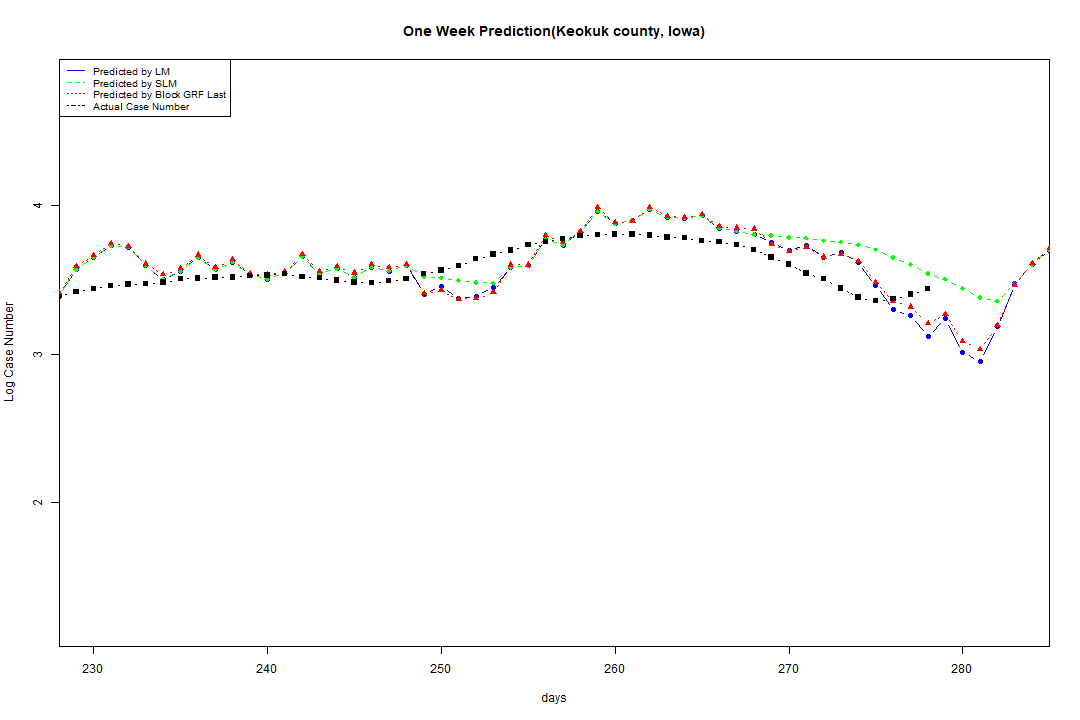 One Week Prediction(Keokuk county, Iowa)
Predicted by LM
Predicted by SLM
Predicted by Block GRF Last
Actual Case Number
4
3
2
Log Case Number
230 240 250 260 270 280
days